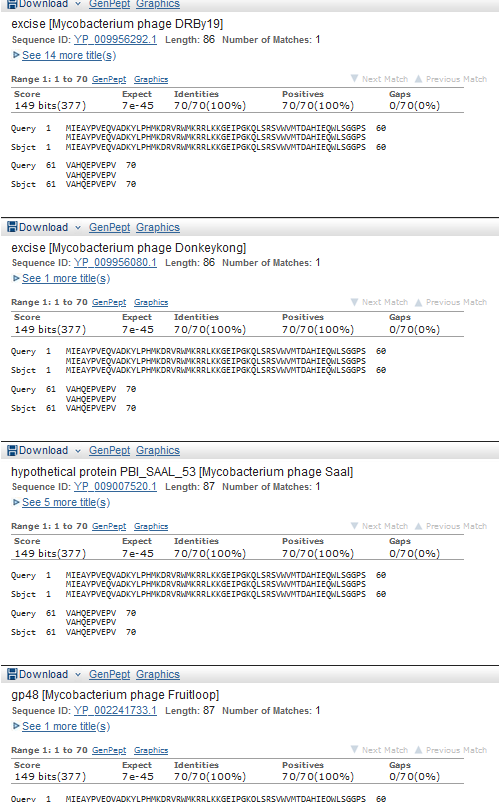 Download GenPept Graphics
excise [Mycobacterium phage DRBy19]
Sequence ID: YP_009956292.1 Length: 86 Number of Matches: 1
See 14 more title(s)
Range 1: 1 to 70 GenPept Graphics Next Match Previous Match
Score Expect Identities Positives Gaps
149 bits(377) 7e-45 70/70(100%) 70/70(100%) 0/70(0%)
Query 1 MIEAYPVEQVADKYLPHMKDRVRWMKRRLKKGEIPGKQLSRSVWVMTDAHIEQWLSGGPS 60
MIEAYPVEQVADKYLPHMKDRVRWMKRRLKKGEIPGKQLSRSVWVMTDAHIEQWLSGGPS
Sbjct 1 MIEAYPVEQVADKYLPHMKDRVRWMKRRLKKGEIPGKQLSRSVWVMTDAHIEQWLSGGPS 60
Query 61 VAHQEPVEPV 70
VAHQEPVEPV
Sbjct 61 VAHQEPVEPV 70
Download GenPept Graphics
excise [Mycobacterium phage Donkeykong]
Sequence ID: YP_009956080.1 Length: 86 Number of Matches: 1
See 1 more title(s)
Range 1: 1 to 70 GenPept Graphics Next Match Previous Match
Score Expect Identities Positives Gaps
149 bits(377) 7e-45 70/70(100%) 70/70(100%) 0/70(0%)
Query 1 MIEAYPVEQVADKYLPHMKDRVRWMKRRLKKGEIPGKQLSRSVWVMTDAHIEQWLSGGPS 60
MIEAYPVEQVADKYLPHMKDRVRWMKRRLKKGEIPGKQLSRSVWVMTDAHIEQWLSGGPS
Sbjct 1 MIEAYPVEQVADKYLPHMKDRVRWMKRRLKKGEIPGKQLSRSVWVMTDAHIEQWLSGGPS 60
Query 61 VAHQEPVEPV 70
VAHQEPVEPV
Sbjct 61 VAHQEPVEPV 70
Download GenPept Graphics
hypothetical protein PBI_SAAL_53 [Mycobacterium phage Saal]
Sequence ID: YP_009007520.1 Length: 87 Number of Matches: 1
See 5 more title(s)
Range 1: 1 to 70 GenPept Graphics Next Match Previous Match
Score Expect Identities Positives Gaps
149 bits(377) 7e-45 70/70(100%) 70/70(100%) 0/70(0%)
Query 1 MIEAYPVEQVADKYLPHMKDRVRWMKRRLKKGEIPGKQLSRSVWVMTDAHIEQWLSGGPS 60
MIEAYPVEQVADKYLPHMKDRVRWMKRRLKKGEIPGKQLSRSVWVMTDAHIEQWLSGGPS
Sbjct 1 MIEAYPVEQVADKYLPHMKDRVRWMKRRLKKGEIPGKQLSRSVWVMTDAHIEQWLSGGPS 60
Query 61 VAHQEPVEPV 70
VAHQEPVEPV
Sbjct 61 VAHQEPVEPV 70
Download GenPept Graphics
gp48 [Mycobacterium phage Fruitloop]
Sequence ID: YP_002241733.1 Length: 87 Number of Matches: 1
See 1 more title(s)
Range 1: 1 to 70 GenPept Graphics Next Match Previous Match
Score Expect Identities Positives Gaps
149 bits(377) 7e-45 70/70(100%) 70/70(100%) 0/70(0%)
Query 1 MIEAYPVEQVADKYLPHMKDRVRWMKRRLKKGEIPGKQLSRSVWVMTDAHIEQWLSGGPS 60